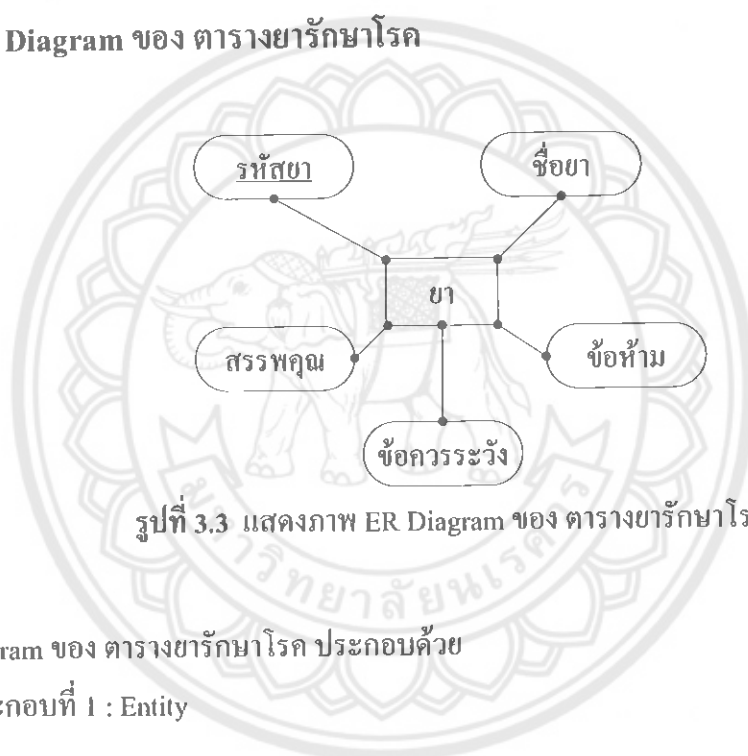 Diagram ของ ตารางยารักษาโรค
รหัสยา
ชื่อยา
ยา
สรรพคุณ
ข้อห้าม
ข้อควรระวัง
รูปที่ 3.3 แสดงภาพ ER Diagram ของ ตารางยารักษาโร
ram ของ ตารางยารักษาโรค ประกอบด้วย
ะกอบที่ 1 : Entity